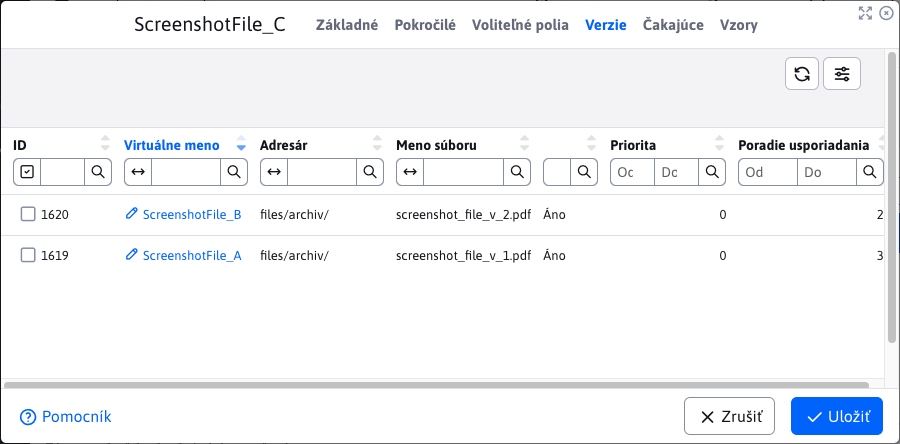 ScreenshotFile_C Základné Pokročilé Voliteľné polia Verzie Čakajúce Vzory
ID Virtuálne meno Adresár Meno súboru Priorita Poradie usporiadania
Od Do
1620 ScreenshotFile_B files/archiv/ screenshot_file_v_2.pdf Áno 0 2
1619 ScreenshotFile_A files/archiv/ screenshot_file_v_1.pdf Áno 0 3
Pomocník Zrušiť Uložiť